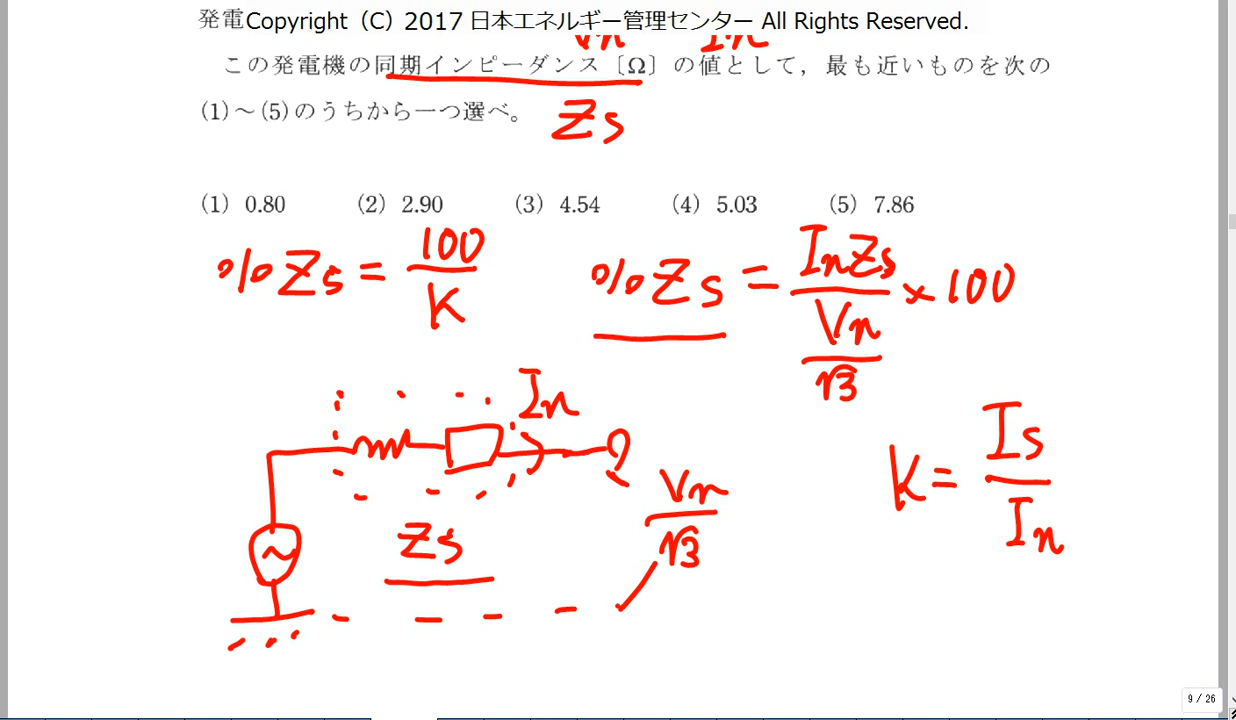 発電Copyright（C）2017 日本エネルギー管理センター All Rights Reserved.
Vn In
この発電機の同期インピーダンス〔Ω〕の値として，最も近いものを次の
(1)～(5)のうちから一つ選べ。
Zs
(1) 0.80 (2) 2.90 (3) 4.54 (4) 5.03 (5) 7.86
%Zs = 100/K
%Zs = InZs/(Vn/√3) × 100
In
K = Is/In
Vn/√3
Zs
9 / 26